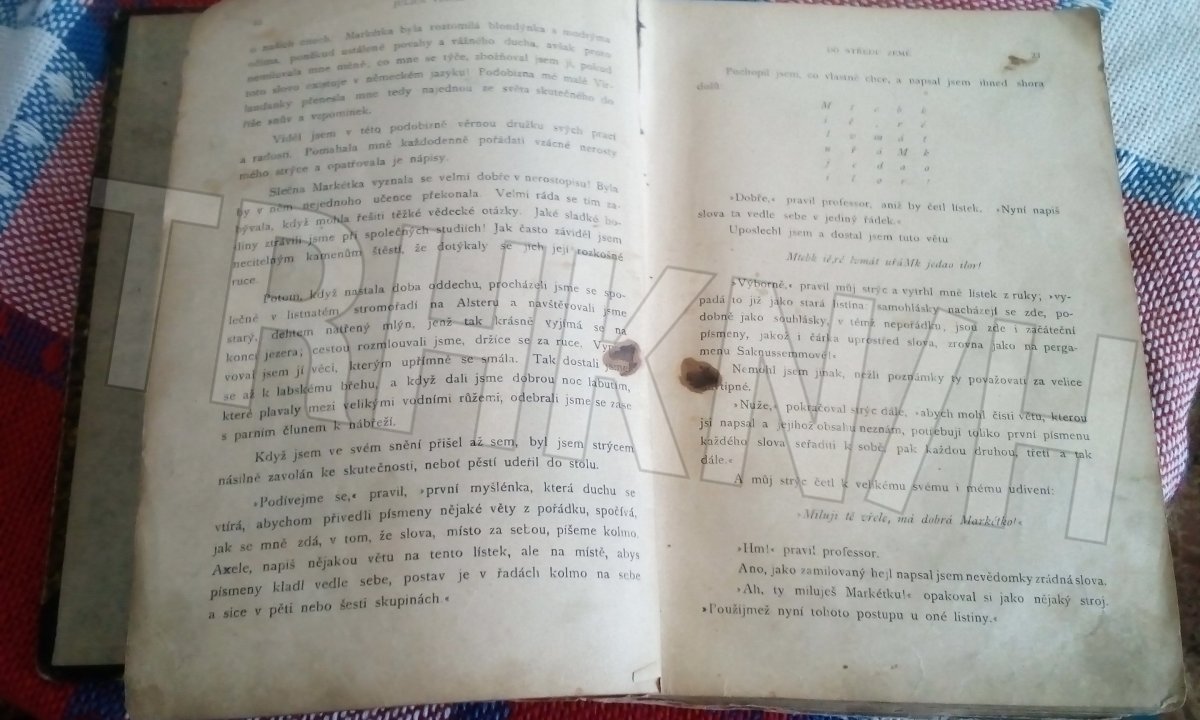 o našich citech. Markétka byla roztomilá blondýnka s modrýma
očima, poněkud ustálené povahy a vážného ducha, avšak proto
nemilovala mne méně; co mne se týče, zbožňoval jsem ji, pokud
toto slovo existuje v německém jazyku! Podobizna mé malé Vir-
landanky přenesla mne tedy najednou ze světa skutečného do
říše snův a vzpomínek.
Viděl jsem v této podobizně věrnou družku svých prací
a radostí. Pomáhala mně každodenně pořádati vzácné nerosty
mého strýce a opatřovala je nápisy.
Slečna Markétka vyznala se velmi dobře v nerostopisu! Byla
by v něm nejednoho učence překonala. Velmi ráda se tím za-
bývala, když mohla řešiti těžké vědecké otázky. Jaké sladké ho-
diny ztrávili jsme při společných studiích! Jak často záviděl jsem
necitelným kamenům štěstí, že dotýkaly se jich její rozkošné
ruce.
Potom, když nastala doba oddechu, procházeli jsme se spo-
lečně v listnatém stromořadí na Alsteru a navštěvovali jsme
starý, dehtem natřený mlýn, jenž tak krásně vyjímá se na
konci jezera; cestou rozmlouvali jsme, držíce se za ruce.
voval jsem jí věci, kterým upřímně se smála. Tak dostali jsme
se až k labskému břehu, a když dali jsme dobrou noc labutím,
které plavaly mezi velikými vodními růžemi, odebrali jsme se zase
s parním člunem k nábřeží.
Když jsem ve svém snění přišel až sem, byl jsem strýcem
násilně zavolán ke skutečnosti, neboť pěstí udeřil do stolu.
»Podívejme se,« pravil, »první myšlénka, která duchu se
vtírá, abychom přivedli písmeny nějaké věty z pořádku, spočívá,
jak se mně zdá, v tom, že slova, místo za sebou, píšeme kolmo.
Axele, napiš nějakou větu na tento lístek, ale na místě, abys
písmeny kladl vedle sebe, postav je v řadách kolmo na sebe
a sice v pěti nebo šesti skupinách.«
DO STŘEDU ZEMĚ.
23
Pochopil jsem, co vlastně chce, a napsal jsem ihned shora
dolů:
»Dobře,« pravil professor, aniž by četl lístek. »Nyní napiš
slova ta vedle sebe v jediný řádek.«
Uposlechl jsem a dostal jsem tuto větu
»Výborně,« pravil můj strýc a vytrhl mně lístek z ruky; »vy-
padá to již jako stará listina: samohlásky nacházejí se zde, po-
dobně jako souhlásky, v témž nepořádku, jsou zde i začáteční
písmeny, jakož i čárka uprostřed slova, zrovna jako na perga-
menu Saknussemmově!«
Nemohl jsem jinak, nežli poznámky ty považovati za velice
»Nuže,« pokračoval strýc dále, »abych mohl čísti větu, kterou
jsi napsal a jejíhož obsahu neznám, potřebuji toliko první písmenu
každého slova seřaditi k sobě, pak každou druhou, třetí a tak
dále.«
A můj strýc četl k velikému svému i mému udivení:
»Miluji tě vřele, má dobrá Markétko!«
»Hm!« pravil professor.
Ano, jako zamilovaný hejl napsal jsem nevědomky zrádná slova.
»Ah, ty miluješ Markétku!« opakoval si jako nějaký stroj.
»Použijmež nyní tohoto postupu u oné listiny.«
TRHKNIH